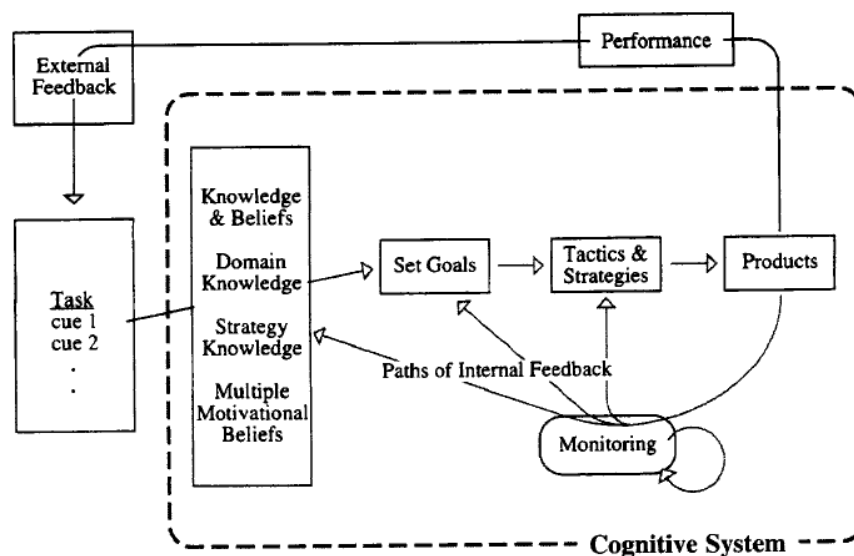 Performance
External
Feedback
Knowledge
& Beliefs
Domain
Knowledge
Strategy
Knowledge
Multiple
Motivational
Beliefs
Set Goals
Tactics &
Strategies
Products
Task
cue 1
cue 2
.
.
Paths of Internal Feedback
Monitoring
Cognitive System